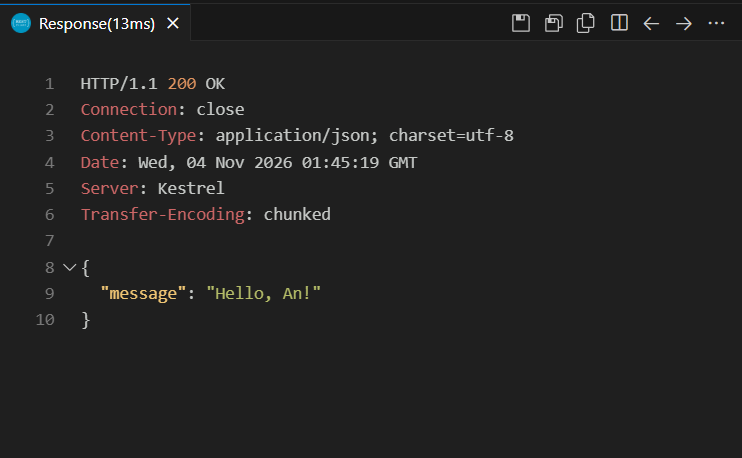 Response(13ms)
1 HTTP/1.1 200 OK
2 Connection: close
3 Content-Type: application/json; charset=utf-8
4 Date: Wed, 04 Nov 2026 01:45:19 GMT
5 Server: Kestrel
6 Transfer-Encoding: chunked
7
8 {
9 "message": "Hello, An!"
10 }